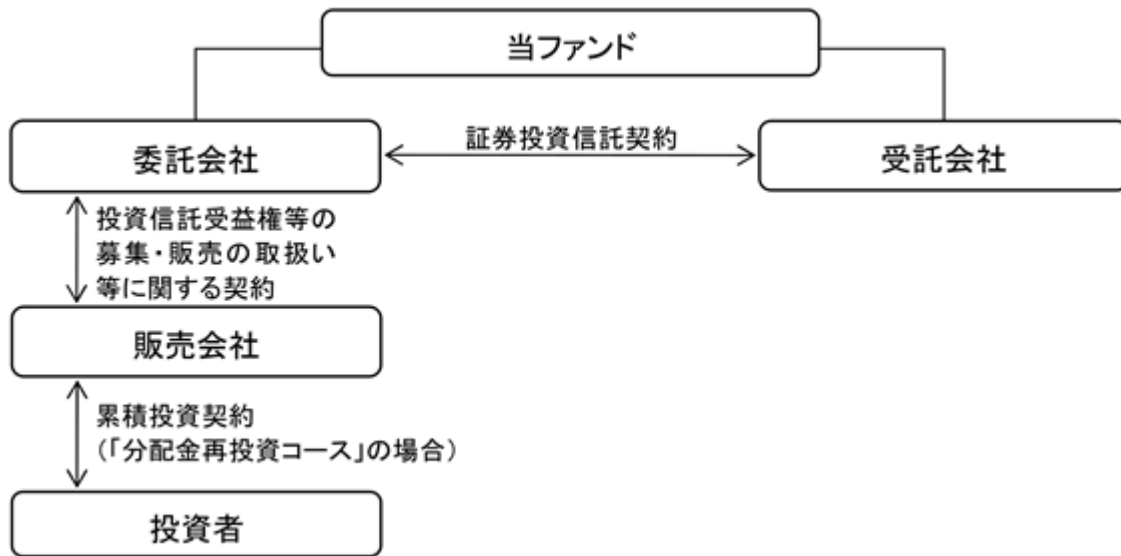 当ファンド
委託会社
証券投資信託契約
受託会社
投資信託受益権等の
募集・販売の取扱い
等に関する契約
販売会社
累積投資契約
(「分配金再投資コース」の場合)
投資者